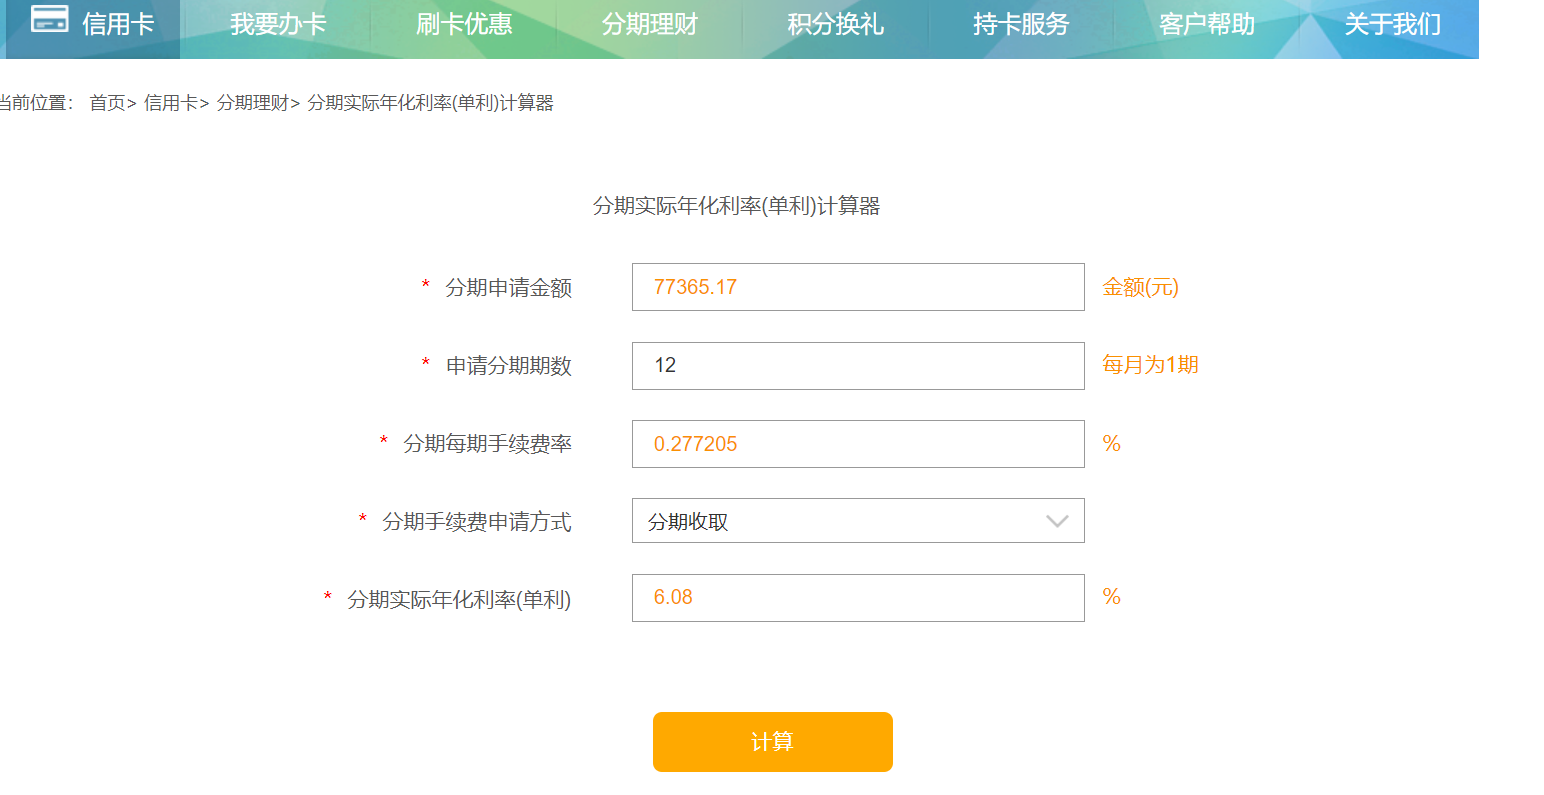 信用卡 我要办卡 刷卡优惠 分期理财 积分换礼 持卡服务 客户帮助 关于我们
当前位置： 首页> 信用卡> 分期理财> 分期实际年化利率(单利)计算器
分期实际年化利率(单利)计算器
* 分期申请金额 77365.17 金额(元)
* 申请分期期数 12 每月为1期
* 分期每期手续费率 0.277205 %
* 分期手续费申请方式 分期收取
* 分期实际年化利率(单利) 6.08 %
计算